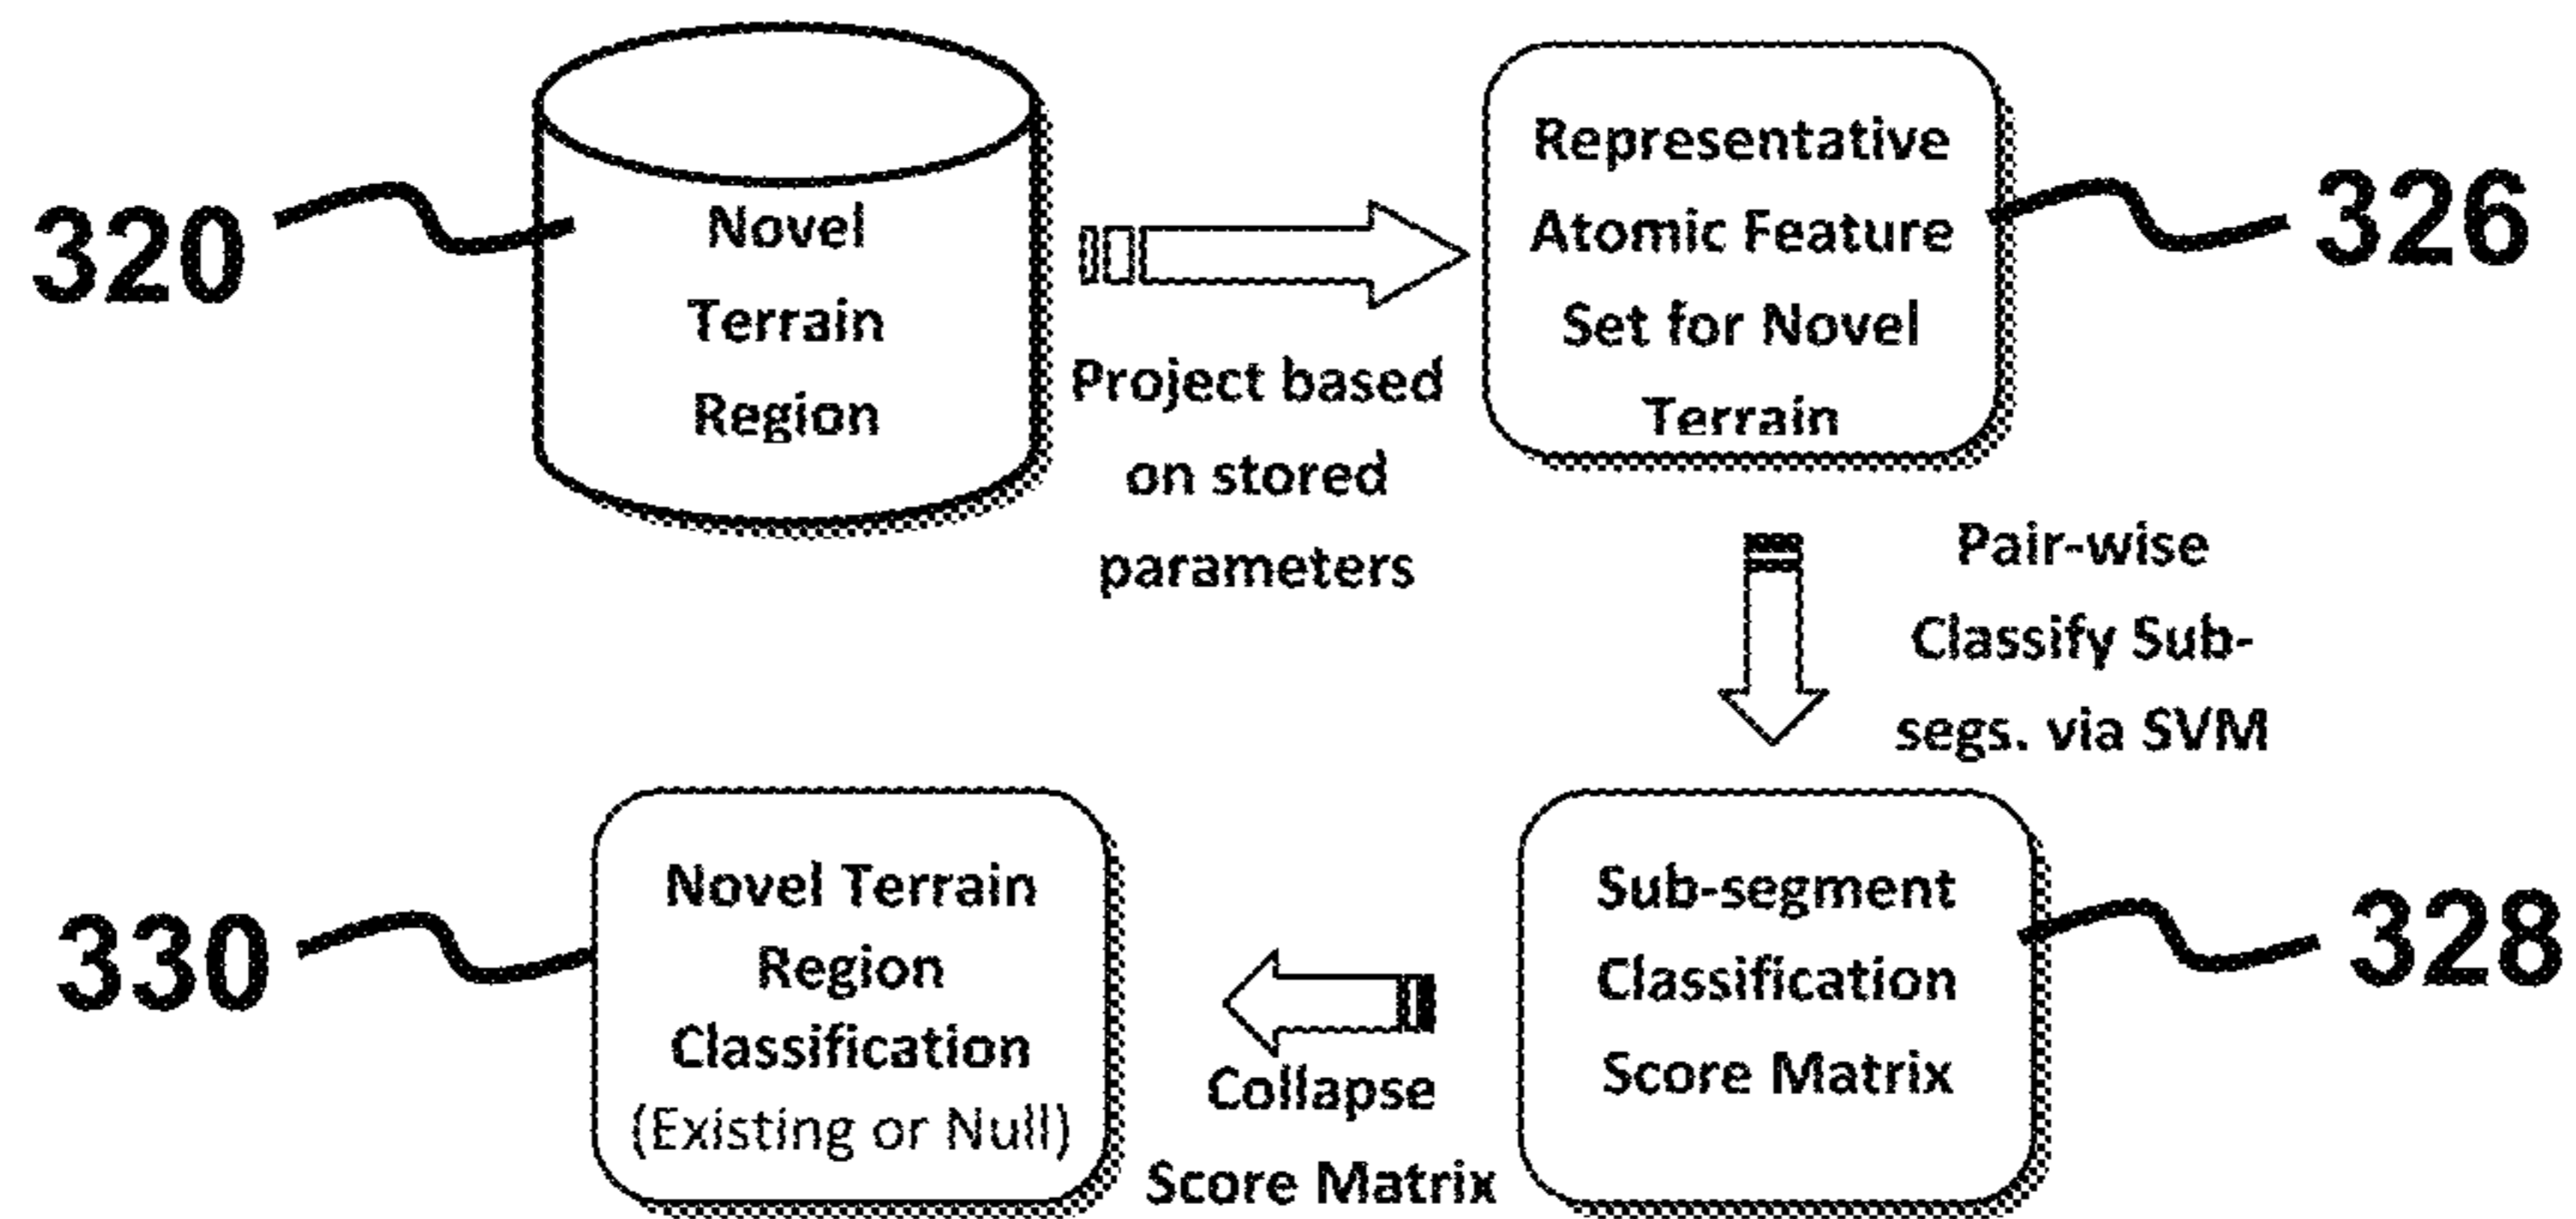 320
Novel
Terrain
Region
Project based
on stored
parameters
Representative
Atomic Feature
Set for Novel
Terrain
326
Pair-wise
Classify Sub-
segs. via SVM
330
Novel Terrain
Region
Classification
(Existing or Null)
Collapse
Score Matrix
Sub-segment
Classification
Score Matrix
328